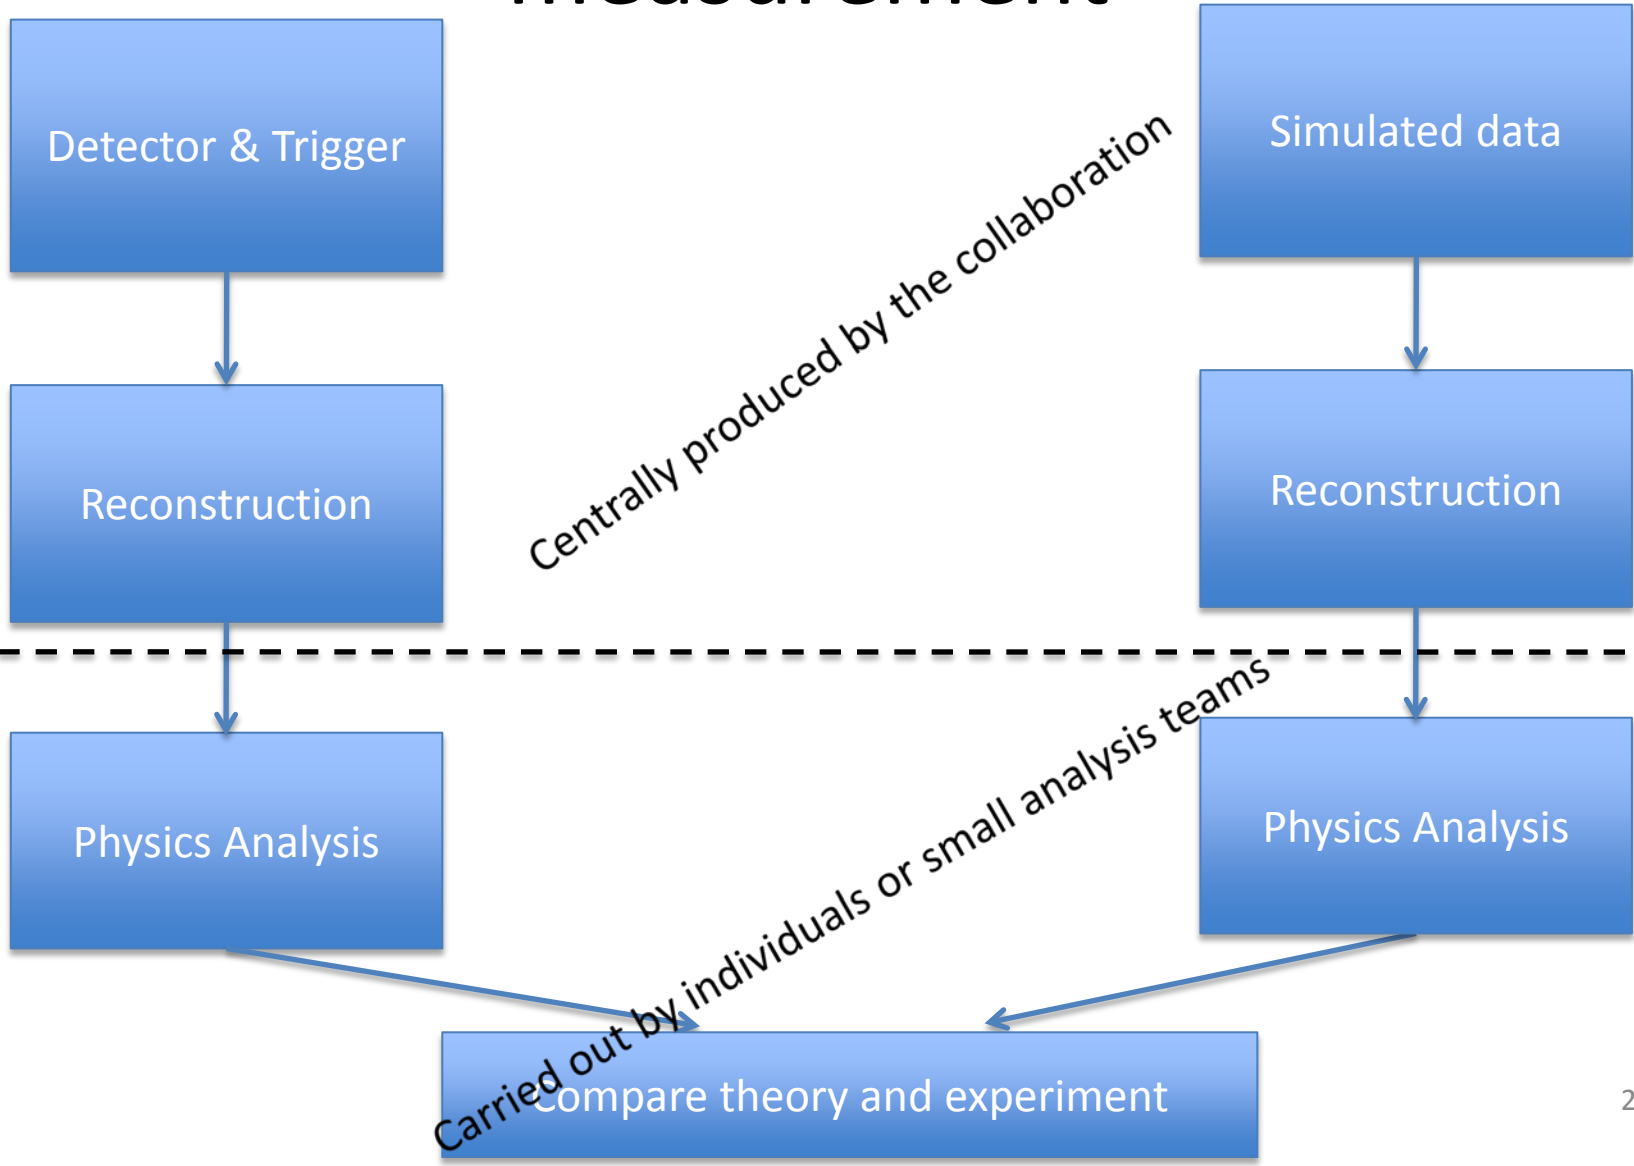 measurement
Detector & Trigger
Simulated data
Centrally produced by the collaboration
Reconstruction
Reconstruction
Physics Analysis
Physics Analysis
Carried out by individuals or small analysis teams
Compare theory and experiment
2